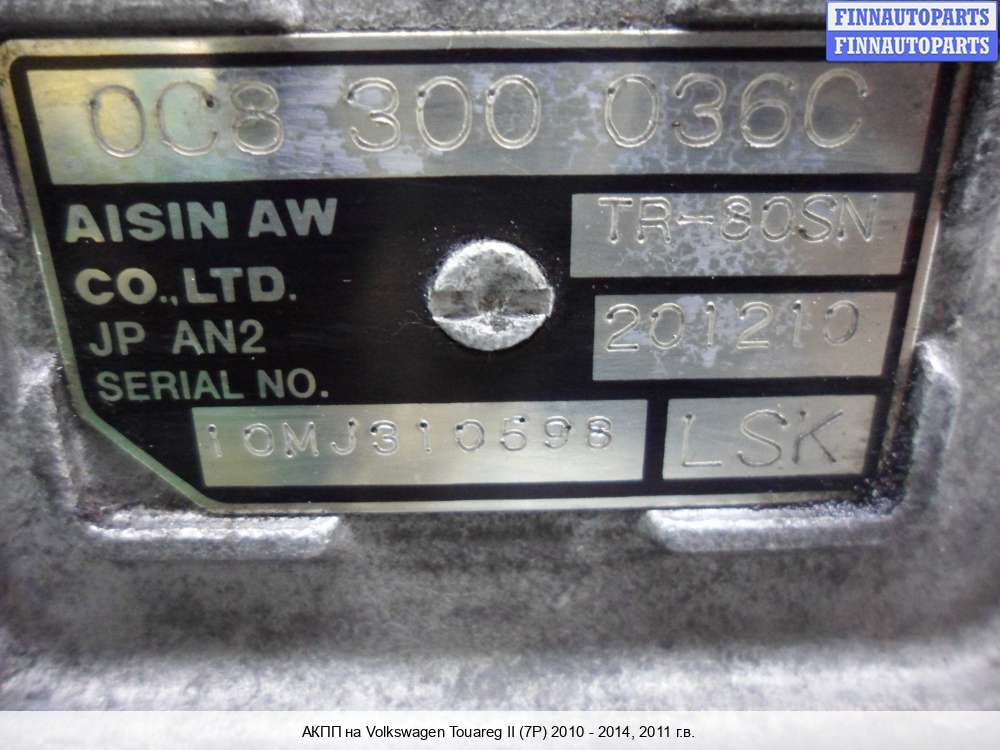 FINNAUTOPARTS
FINNAUTOPARTS
0C8 300 036C
AISIN AW
TR-80SN
CO.,LTD.
201210
JP AN2
SERIAL NO.
10MJ310598
LSK
АКПП на Volkswagen Touareg II (7P) 2010 - 2014, 2011 г.в.